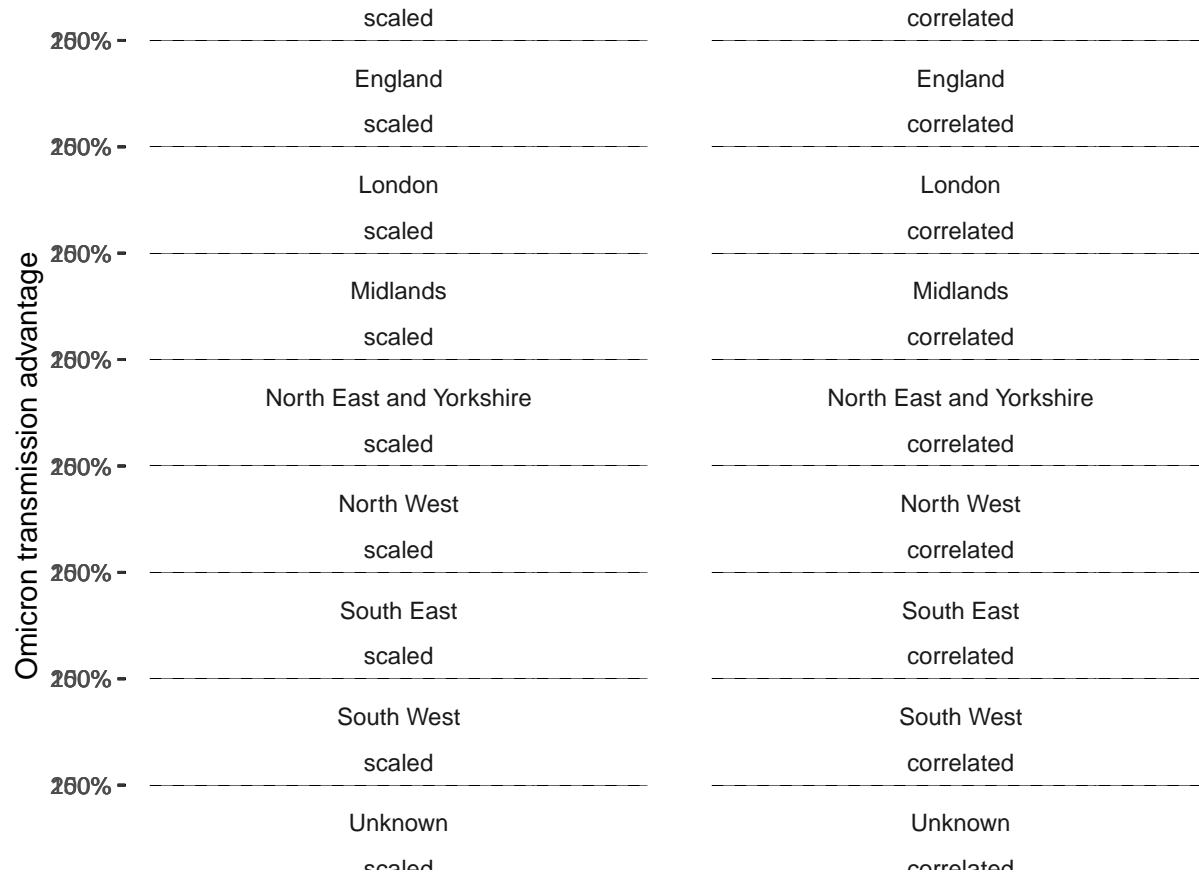 scaled correlated
England England
scaled correlated
London London
scaled correlated
Omicron transmission advantage
Midlands Midlands
scaled correlated
North East and Yorkshire North East and Yorkshire
scaled correlated
North West North West
scaled correlated
South East South East
scaled correlated
South West South West
scaled correlated
Unknown Unknown
scaled correlated